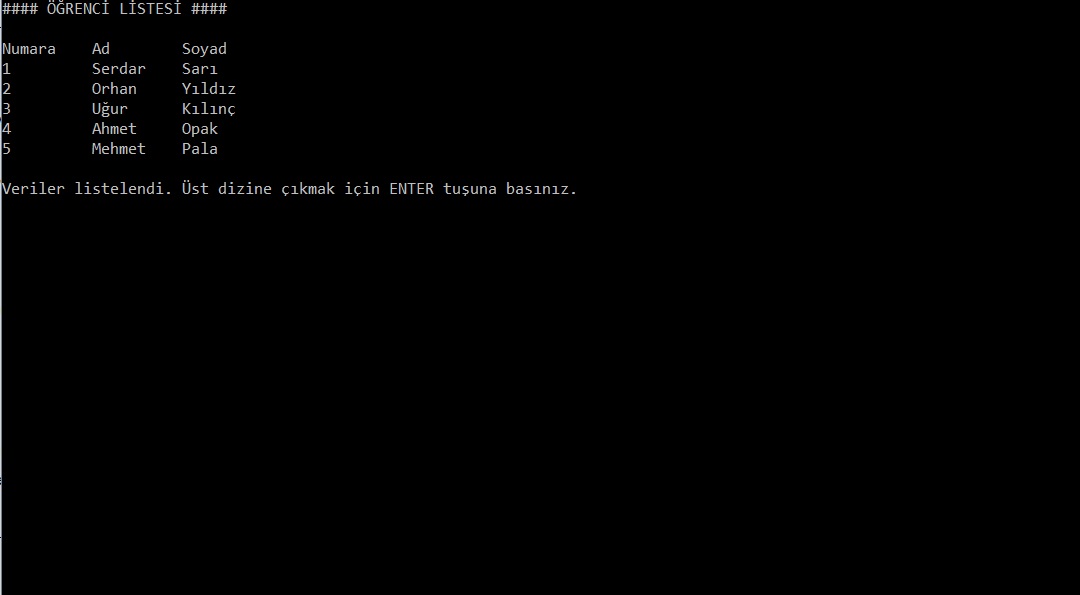 #### ÖĞRENCİ LİSTESİ ####
Numara Ad Soyad
1 Serdar Sarı
2 Orhan Yıldız
3 Uğur Kılınç
4 Ahmet Opak
5 Mehmet Pala
Veriler listelendi. Üst dizine çıkmak için ENTER tuşuna basınız.